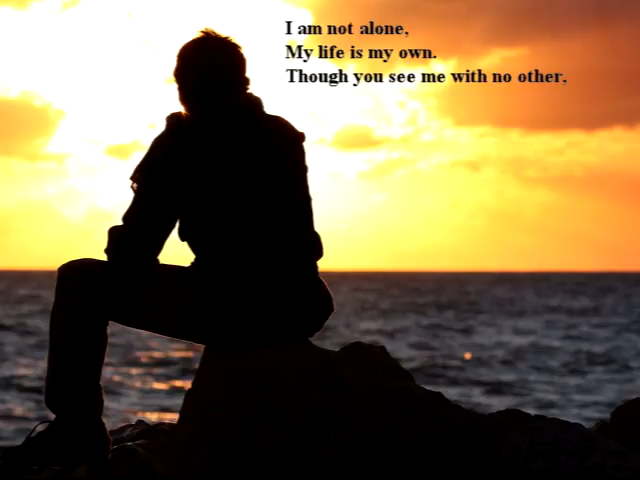 I am not alone,
My life is my own.
Though you see me with no other,